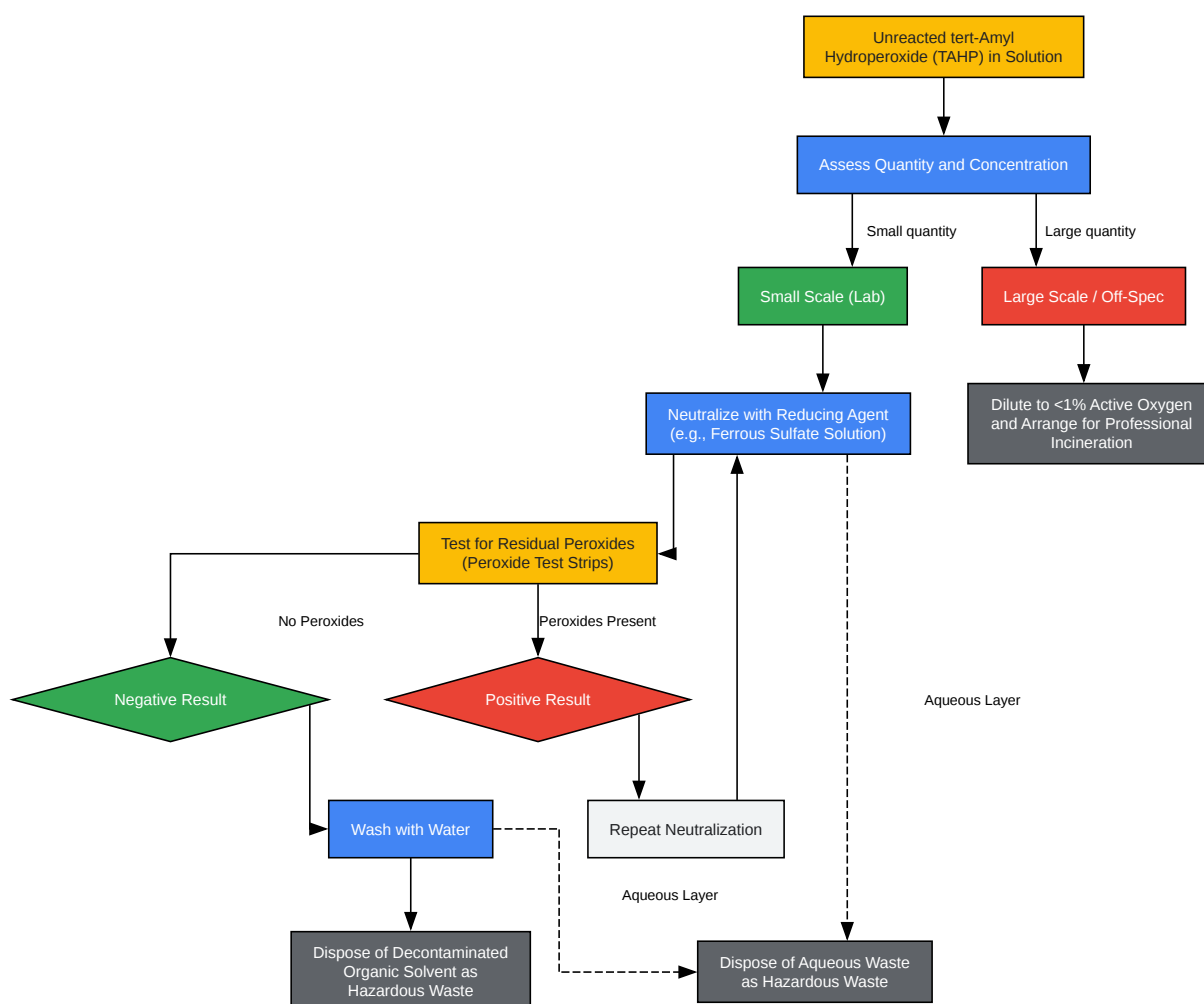 Unreacted tert-Amyl
Hydroperoxide (TAHP) in Solution
Assess Quantity and Concentration
Small quantity
Large quantity
Small Scale (Lab)
Large Scale / Off-Spec
Neutralize with Reducing Agent
(e.g., Ferrous Sulfate Solution)
Dilute to <1% Active Oxygen
and Arrange for Professional
Incineration
Test for Residual Peroxides
(Peroxide Test Strips)
No Peroxides
Peroxides Present
Negative Result
Positive Result
Aqueous Layer
Wash with Water
Repeat Neutralization
Aqueous Layer
Dispose of Decontaminated
Organic Solvent as
Hazardous Waste
Dispose of Aqueous Waste
as Hazardous Waste